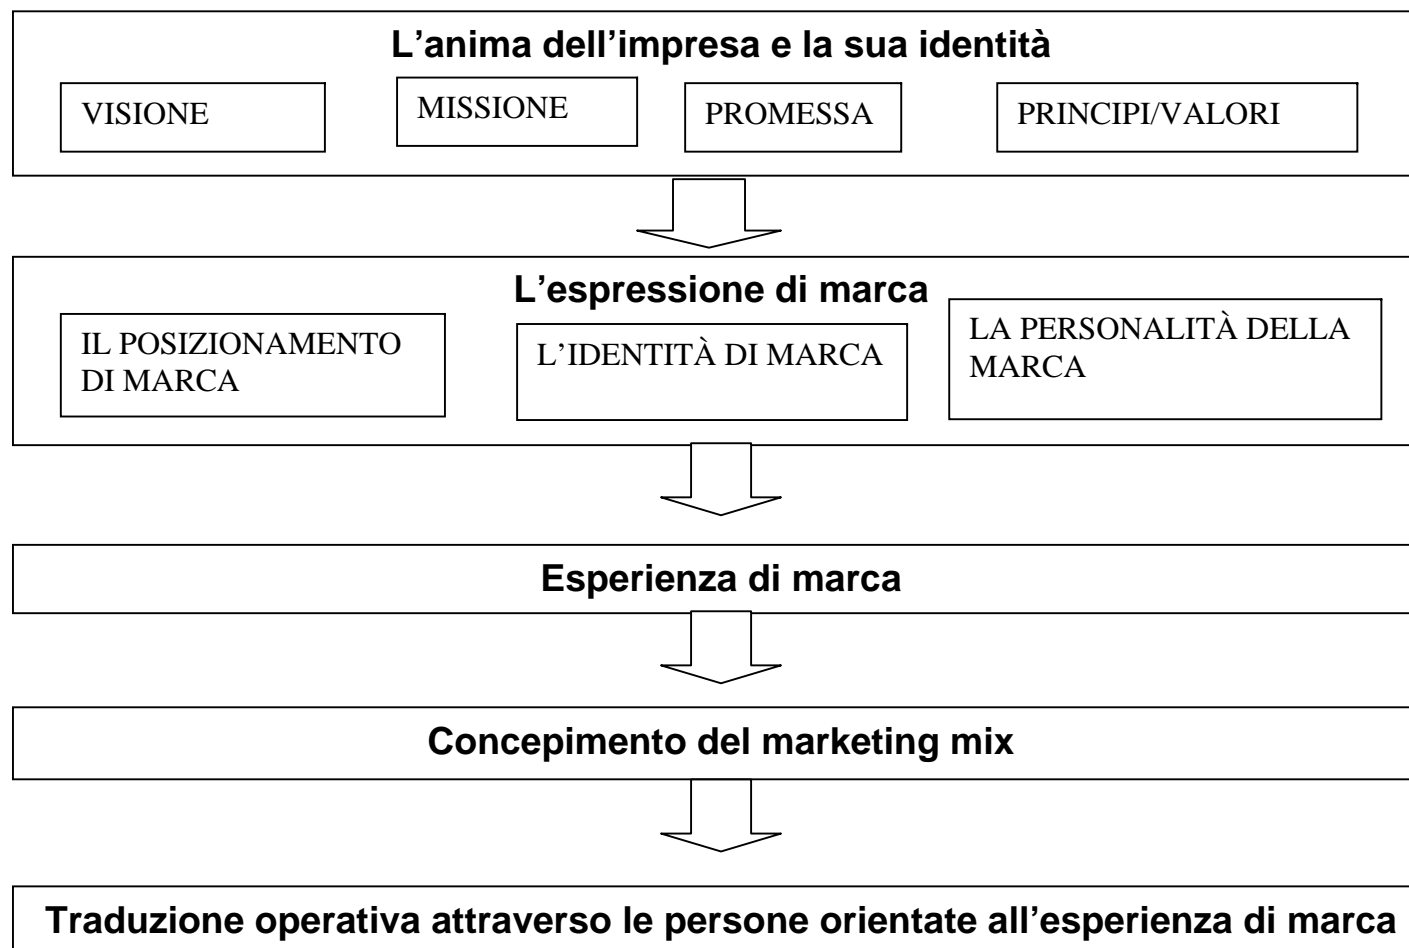 L’anima dell’impresa e la sua identità
VISIONE
MISSIONE
PROMESSA
PRINCIPI/VALORI
L’espressione di marca
IL POSIZIONAMENTO
DI MARCA
L’IDENTITÀ DI MARCA
LA PERSONALITÀ DELLA
MARCA
Esperienza di marca
Concepimento del marketing mix
Traduzione operativa attraverso le persone orientate all’esperienza di marca